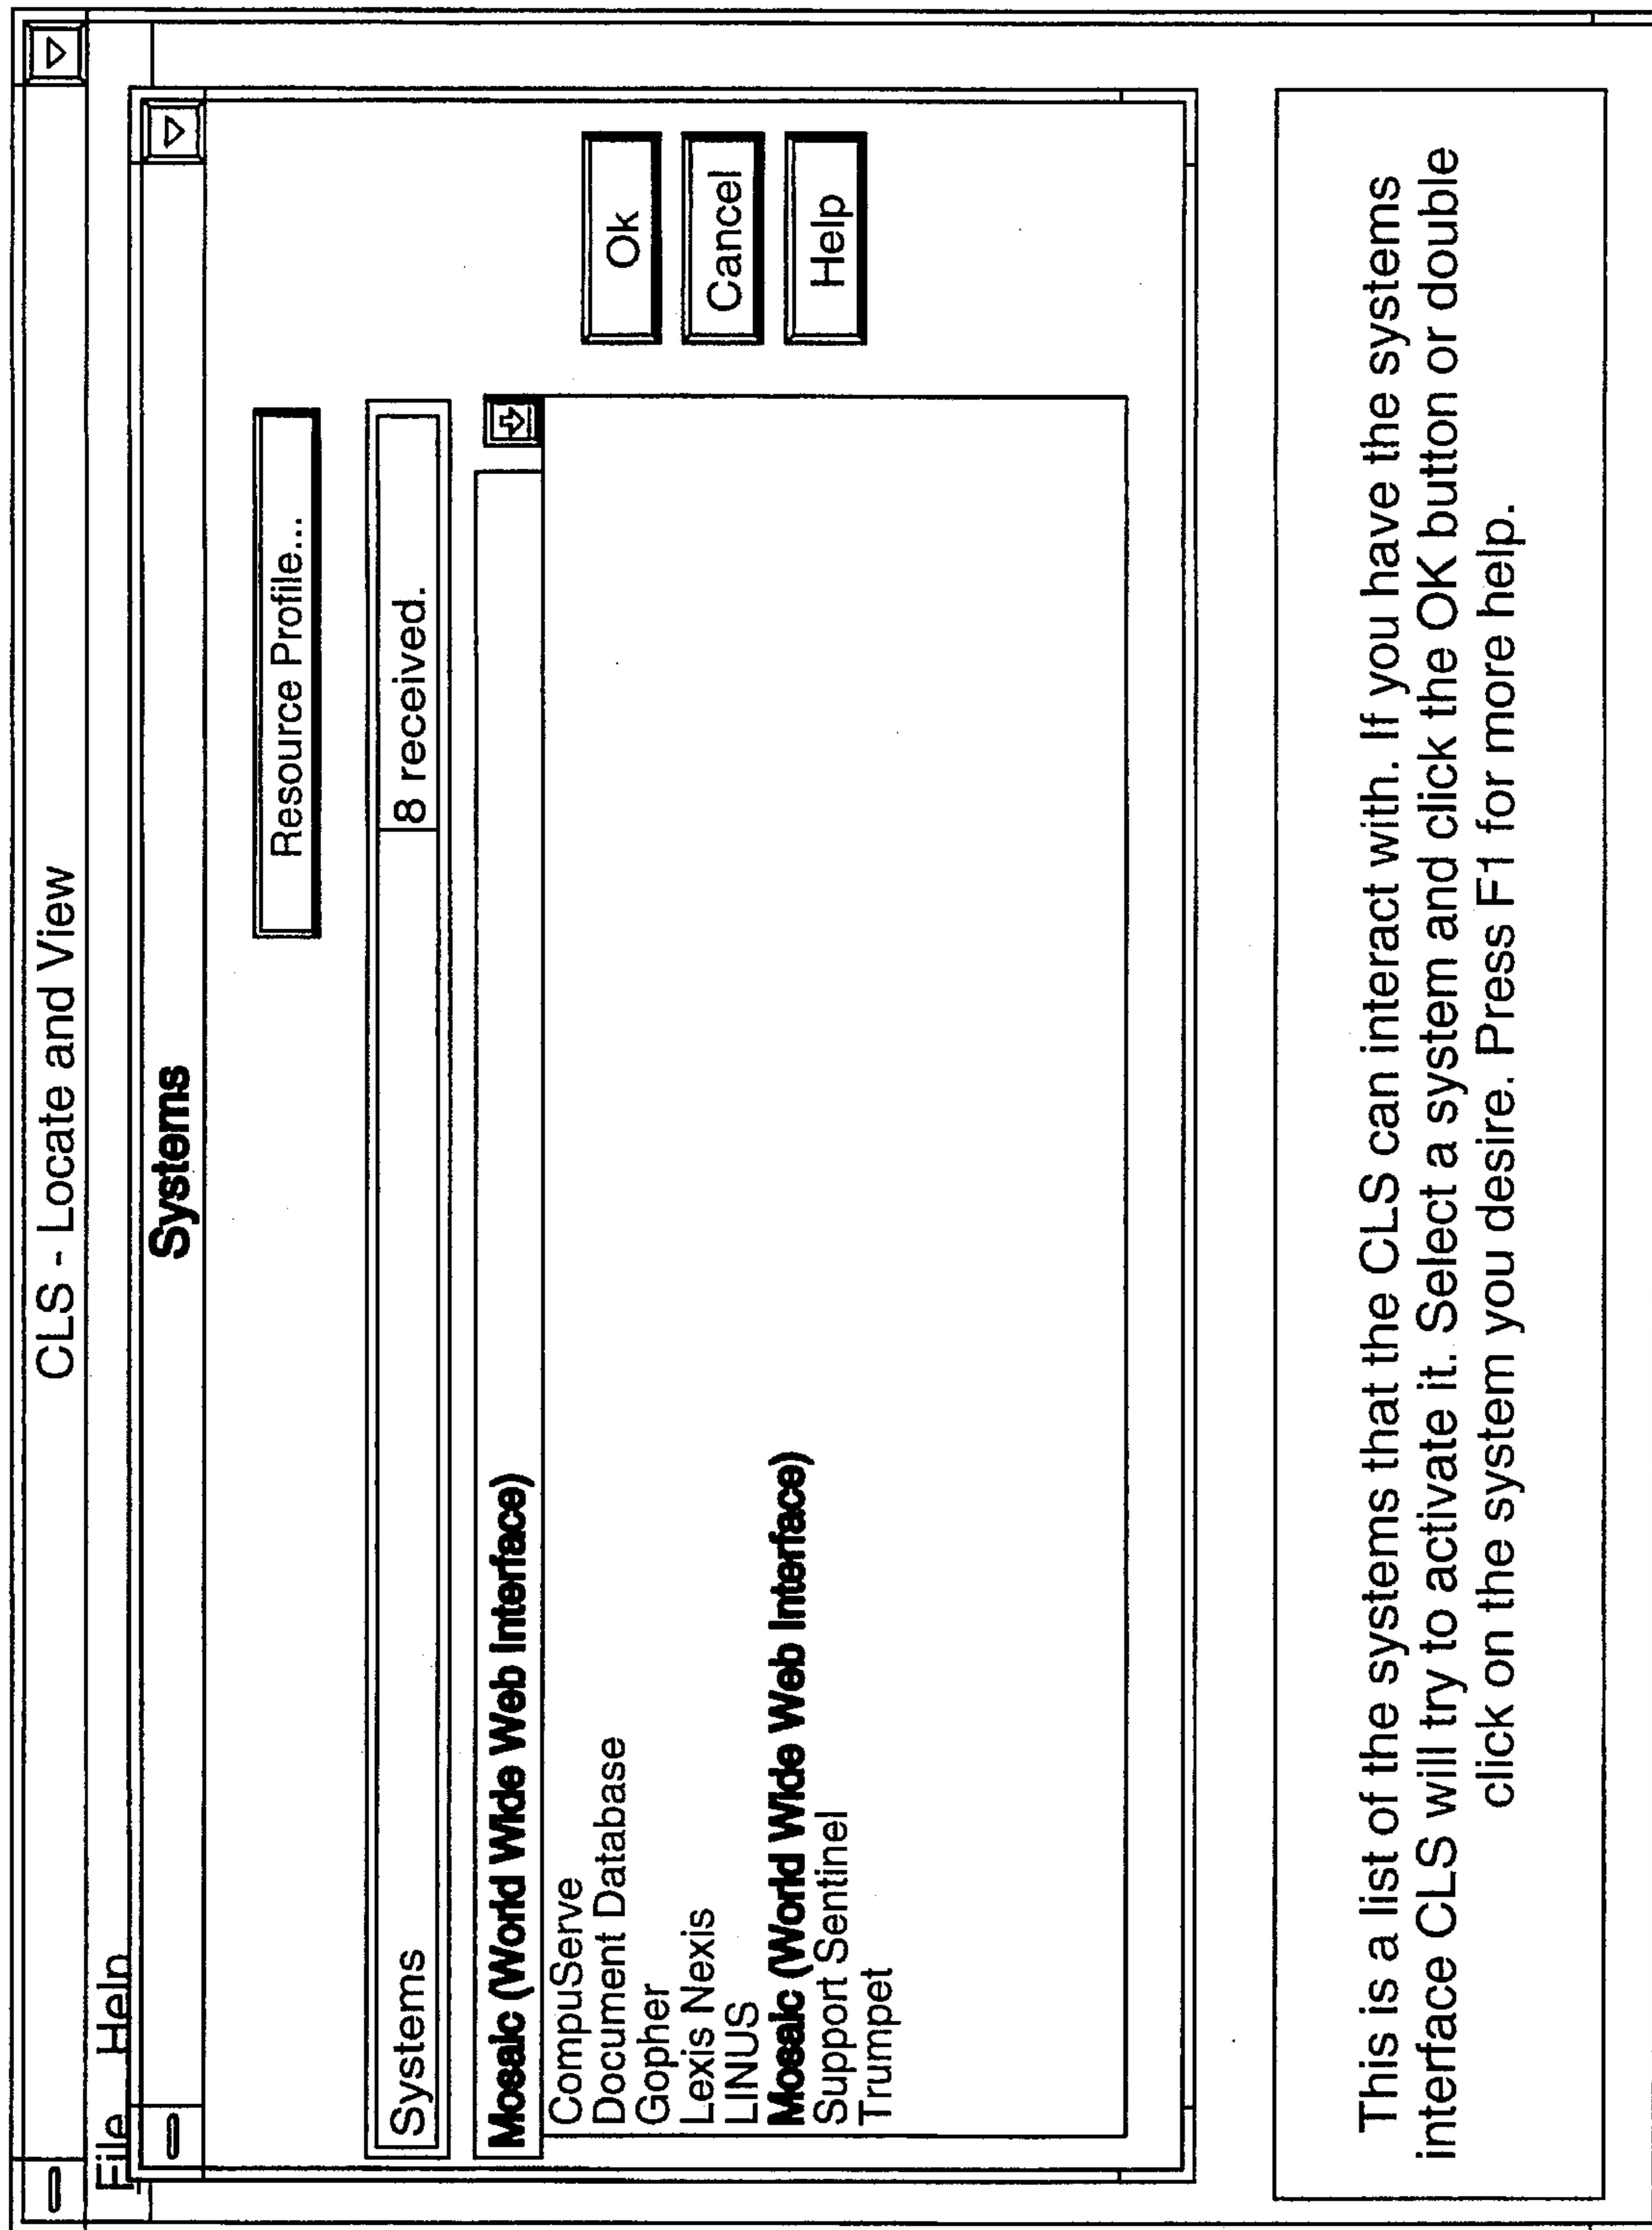 CLS - Locate and View
File Help
Systems
Resource Profile...
Systems
8 received.
Mosaic (World Wide Web Interface)
CompuServe
Document Database
Gopher
Lexis Nexis
LINUS
Mosaic (World Wide Web Interface)
Support Sentinel
Trumpet
Ok
Cancel
Help
This is a list of the systems that the CLS can interact with. If you have the systems
interface CLS will try to activate it. Select a system and click the OK button or double
click on the system you desire. Press F1 for more help.